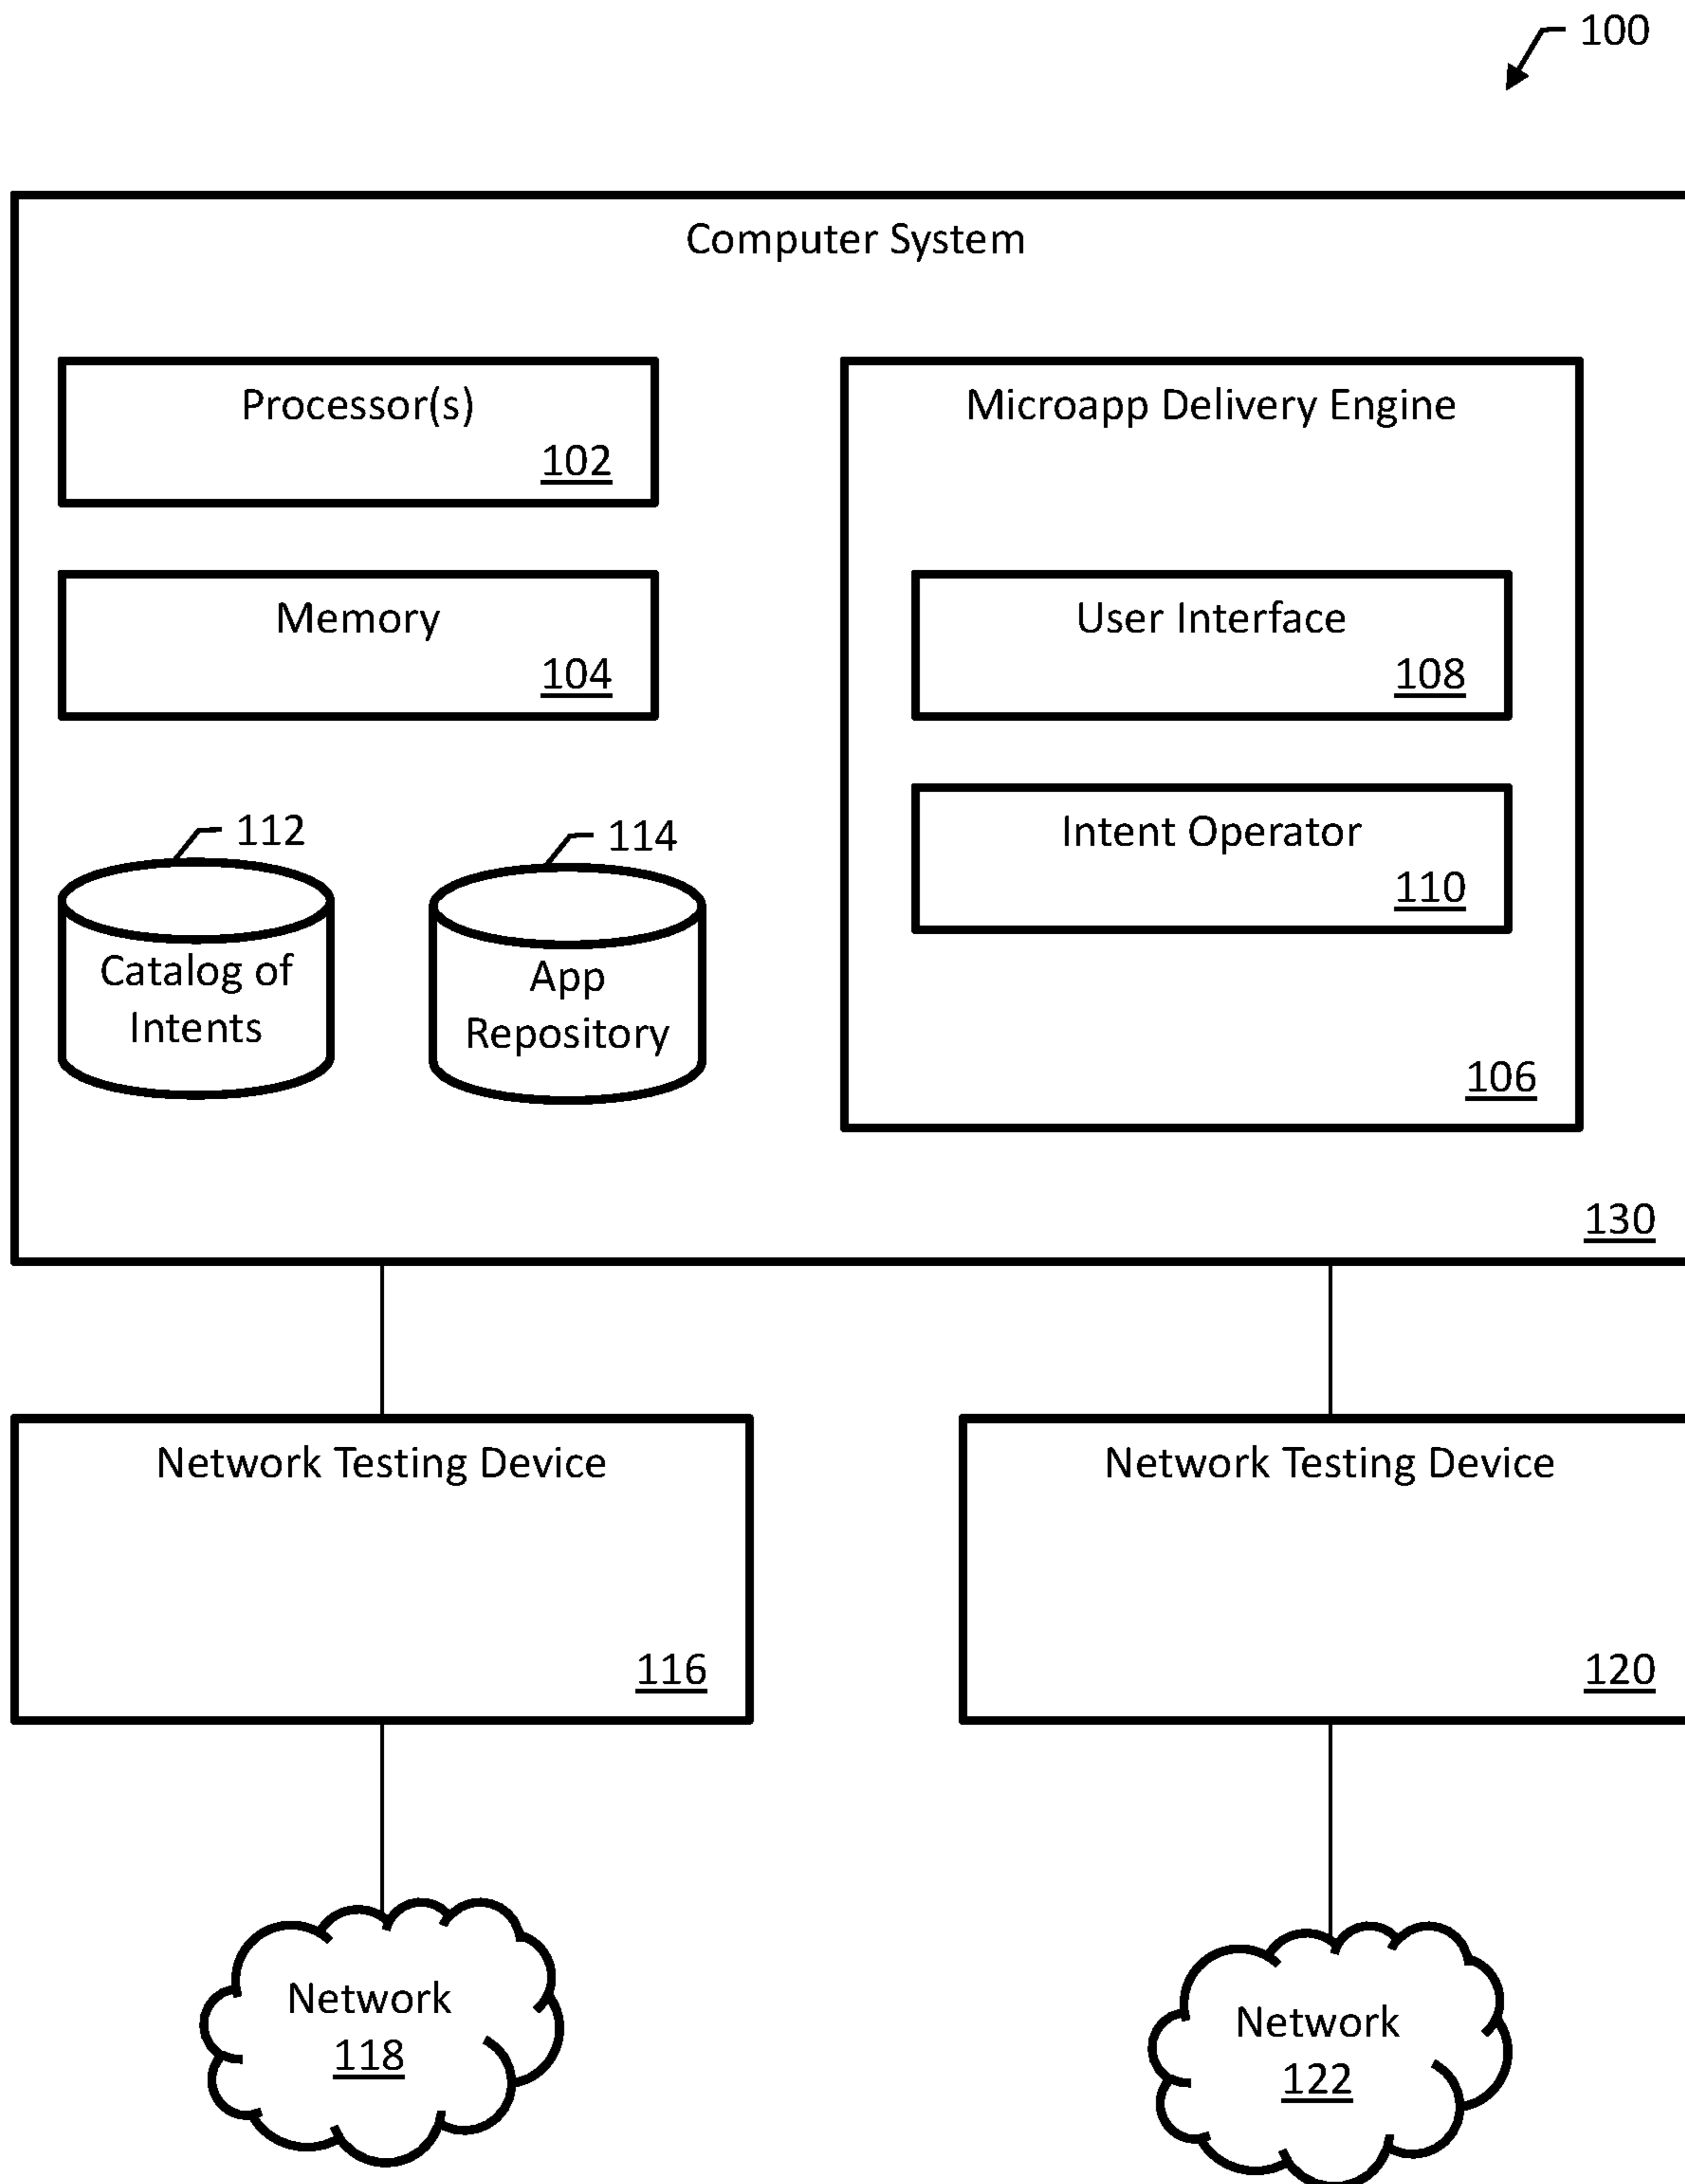 100
Computer System
Processor(s)
102
Microapp Delivery Engine
Memory
104
User Interface
108
Intent Operator
110
112
114
Catalog of
Intents
App
Repository
106
130
Network Testing Device
116
Network Testing Device
120
Network
118
Network
122